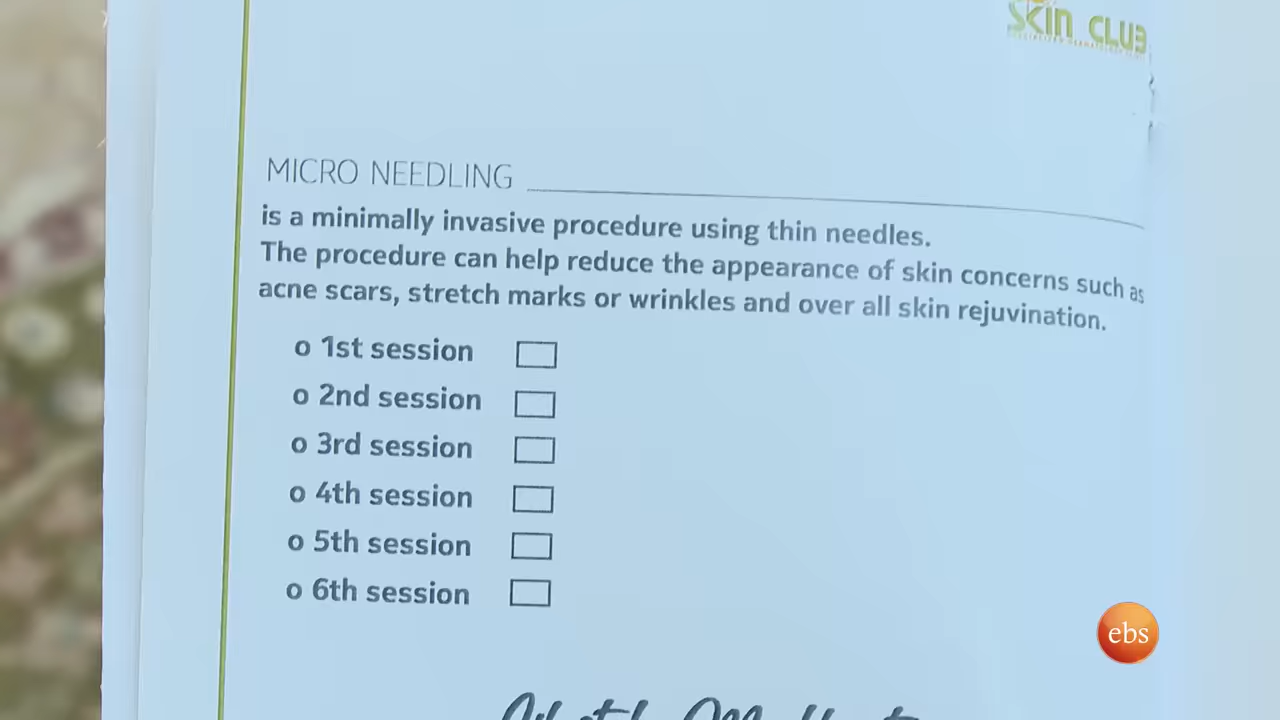 SKIN CLUB
MICRO NEEDLING
is a minimally invasive procedure using thin needles.
The procedure can help reduce the appearance of skin concerns such as
acne scars, stretch marks or wrinkles and over all skin rejuvination.
o 1st session
o 2nd session
o 3rd session
o 4th session
o 5th session
o 6th session
ebs